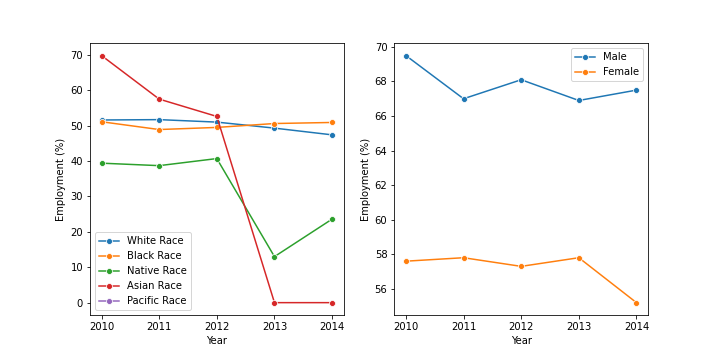 70
60
50
40
30
20
10
0
Employment (%)
White Race
Black Race
Native Race
Asian Race
Pacific Race
2010 2011 2012 2013 2014
Year
70
68
66
64
62
60
58
56
Employment (%)
Male
Female
2010 2011 2012 2013 2014
Year